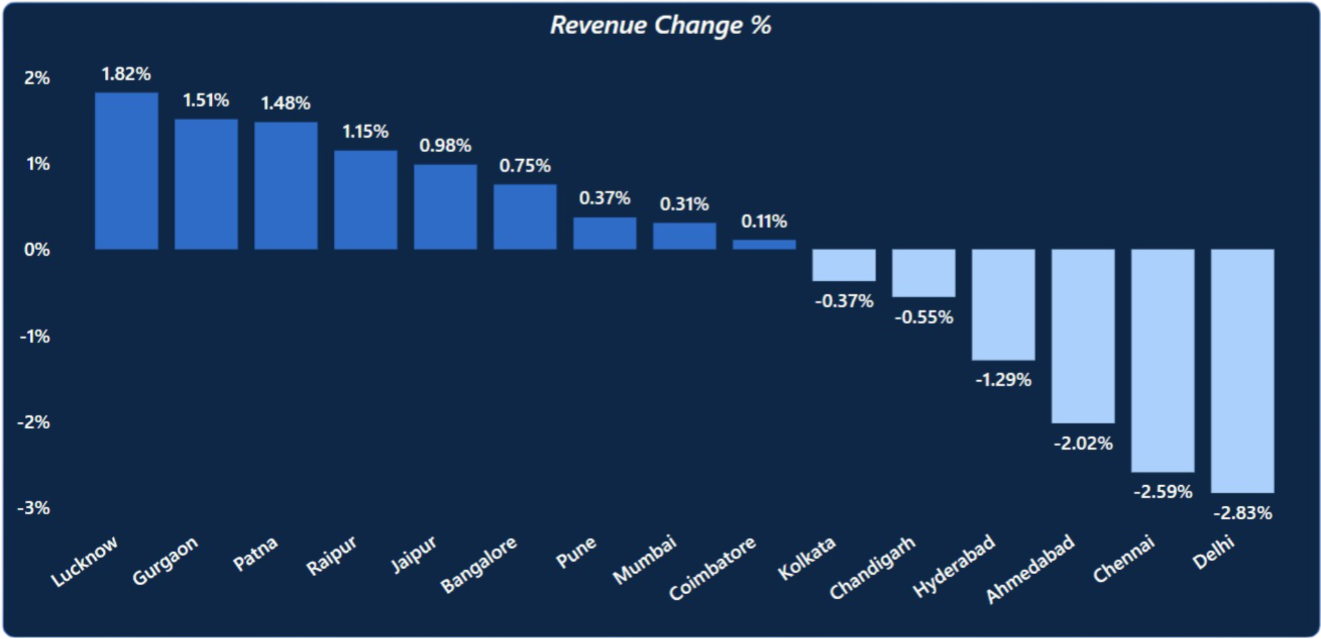 Revenue Change %
2%
1%
0%
-1%
-2%
-3%
1.82%
1.51%
1.48%
1.15%
0.98%
0.75%
0.37%
0.31%
0.11%
-0.37%
-0.55%
-1.29%
-2.02%
-2.59%
-2.83%
Lucknow
Gurgaon
Patna
Raipur
Jaipur
Bangalore
Pune
Mumbai
Coimbatore
Kolkata
Chandigarh
Hyderabad
Ahmedabad
Chennai
Delhi